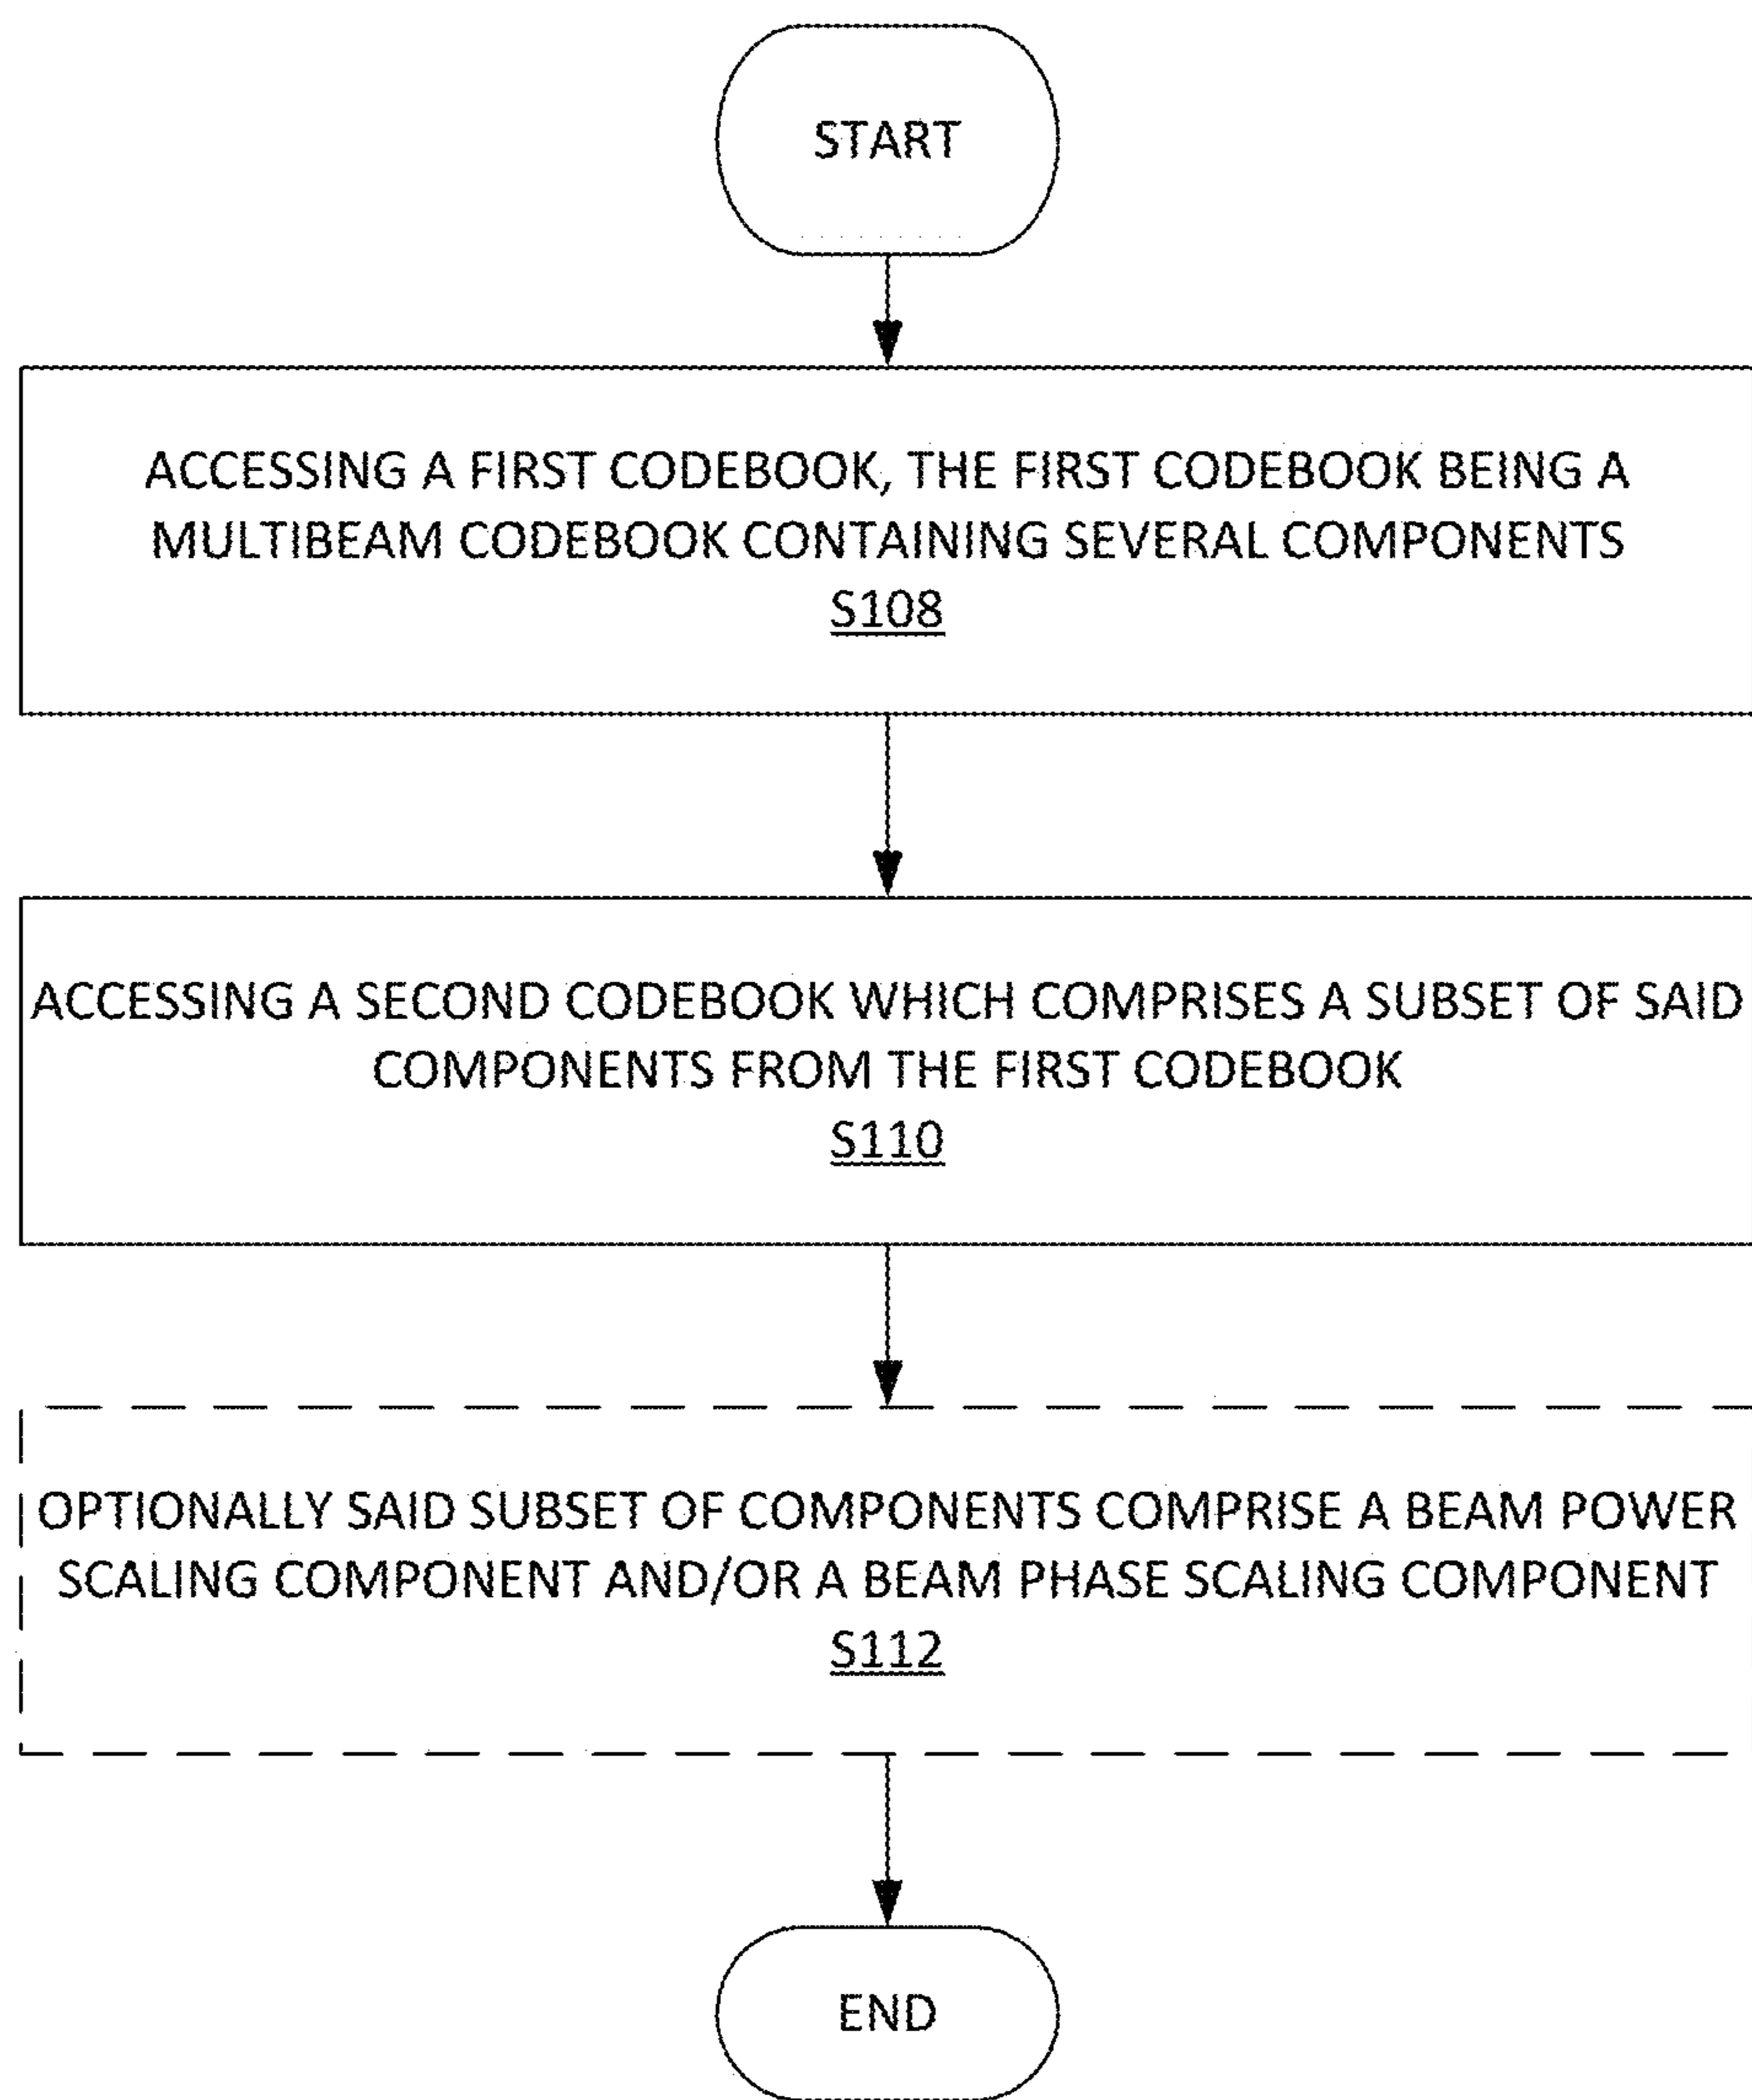 START
ACCESSING A FIRST CODEBOOK, THE FIRST CODEBOOK BEING A
MULTIBEAM CODEBOOK CONTAINING SEVERAL COMPONENTS
S108
ACCESSING A SECOND CODEBOOK WHICH COMPRISES A SUBSET OF SAID
COMPONENTS FROM THE FIRST CODEBOOK
S110
OPTIONALLY SAID SUBSET OF COMPONENTS COMPRISE A BEAM POWER
SCALING COMPONENT AND/OR A BEAM PHASE SCALING COMPONENT
S112
END